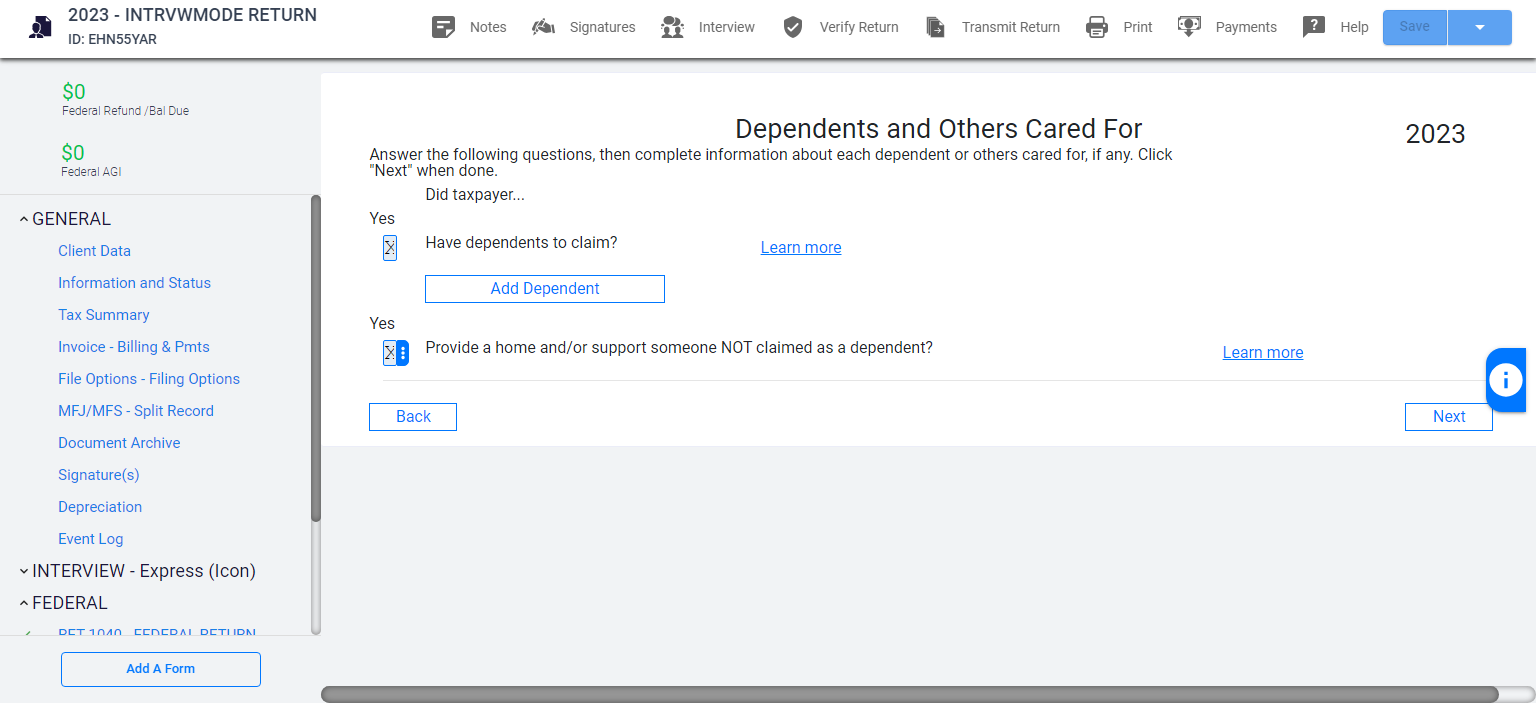 2023 - INTRVWMODE RETURN
ID: EHN55YAR
Notes
Signatures
Interview
Verify Return
Transmit Return
Print
Payments
Help
Save
$0
Federal Refund /Bal Due
$0
Federal AGI
GENERAL
Client Data
Information and Status
Tax Summary
Invoice - Billing & Pmts
File Options - Filing Options
MFJ/MFS - Split Record
Document Archive
Signature(s)
Depreciation
Event Log
INTERVIEW - Express (Icon)
FEDERAL
RET 1040 - FEDERAL RETURN
Add A Form
Dependents and Others Cared For
2023
Answer the following questions, then complete information about each dependent or others cared for, if any. Click
"Next" when done.
Did taxpayer...
Yes
X Have dependents to claim? Learn more
Add Dependent
Yes
X Provide a home and/or support someone NOT claimed as a dependent? Learn more
Back
Next